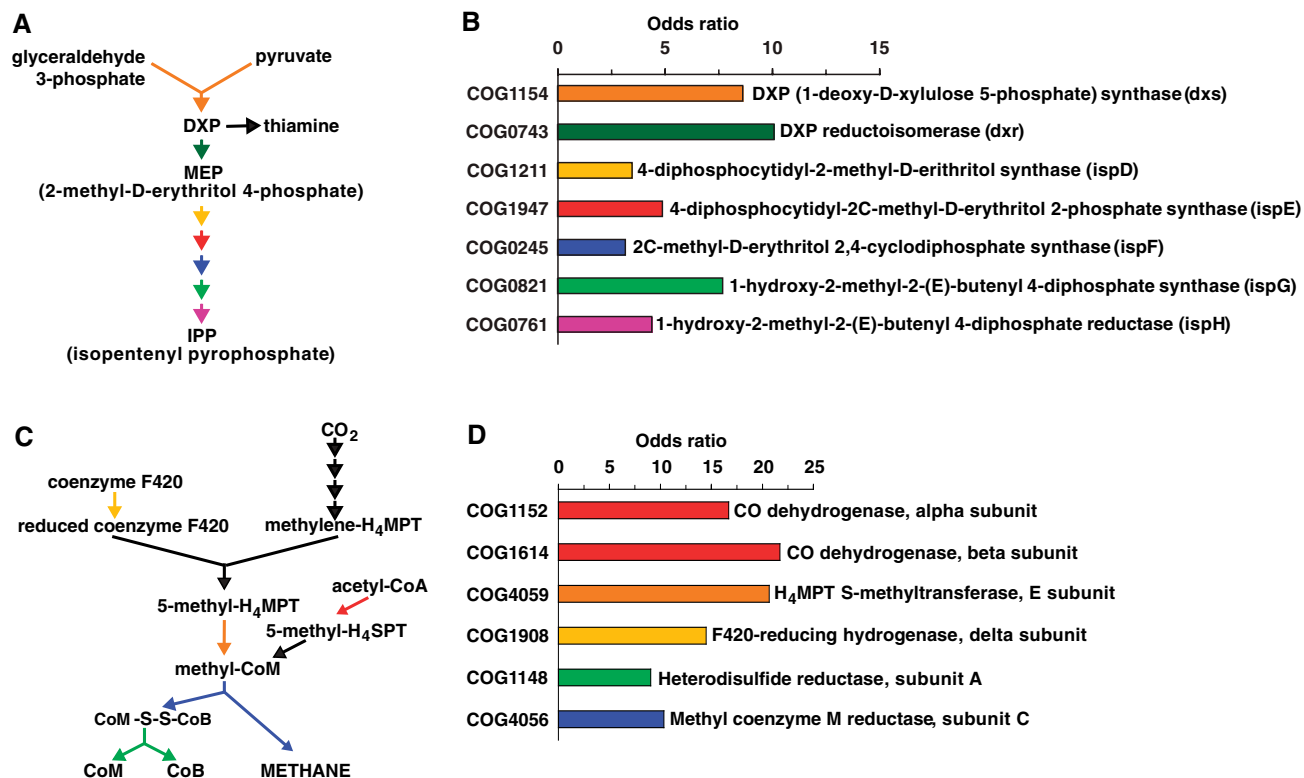 A
glyceraldehyde
3-phosphate
pyruvate
DXP
thiamine
MEP
(2-methyl-D-erythritol 4-phosphate)
IPP
(isopentenyl pyrophosphate)
B
Odds ratio
0 5 10 15
COG1154 DXP (1-deoxy-D-xylulose 5-phosphate) synthase (dxs)
COG0743 DXP reductoisomerase (dxr)
COG1211 4-diphosphocytidyl-2-methyl-D-erithritol synthase (ispD)
COG1947 4-diphosphocytidyl-2C-methyl-D-erythritol 2-phosphate synthase (ispE)
COG0245 2C-methyl-D-erythritol 2,4-cyclodiphosphate synthase (ispF)
COG0821 1-hydroxy-2-methyl-2-(E)-butenyl 4-diphosphate synthase (ispG)
COG0761 1-hydroxy-2-methyl-2-(E)-butenyl 4-diphosphate reductase (ispH)
C
CO2
coenzyme F420
reduced coenzyme F420
methylene-H4MPT
acetyl-CoA
5-methyl-H4MPT
5-methyl-H4SPT
methyl-CoM
CoM -S-S-CoB
CoM CoB METHANE
D
Odds ratio
0 5 10 15 20 25
COG1152 CO dehydrogenase, alpha subunit
COG1614 CO dehydrogenase, beta subunit
COG4059 H4MPT S-methyltransferase, E subunit
COG1908 F420-reducing hydrogenase, delta subunit
COG1148 Heterodisulfide reductase, subunit A
COG4056 Methyl coenzyme M reductase, subunit C